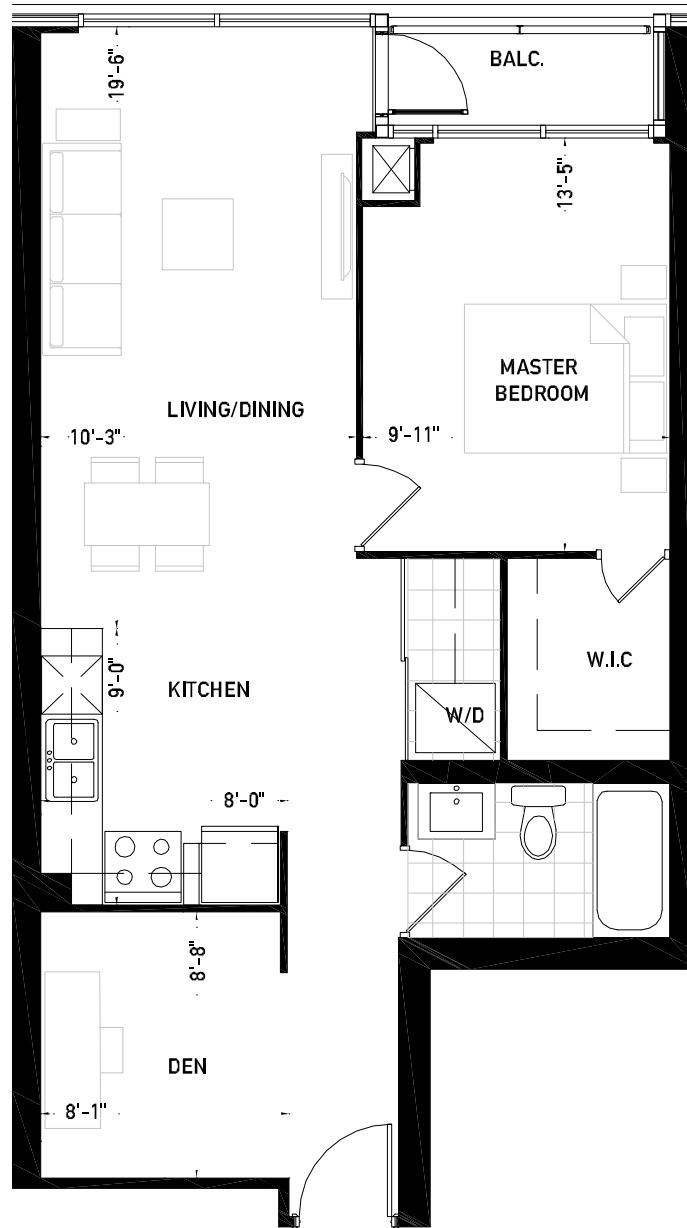 BALC.
19'-6"
13'-5"
MASTER
BEDROOM
LIVING/DINING
10'-3"
9'-11"
9'-0"
KITCHEN
W.I.C
W/D
8'-0"
8'-8"
DEN
8'-1"